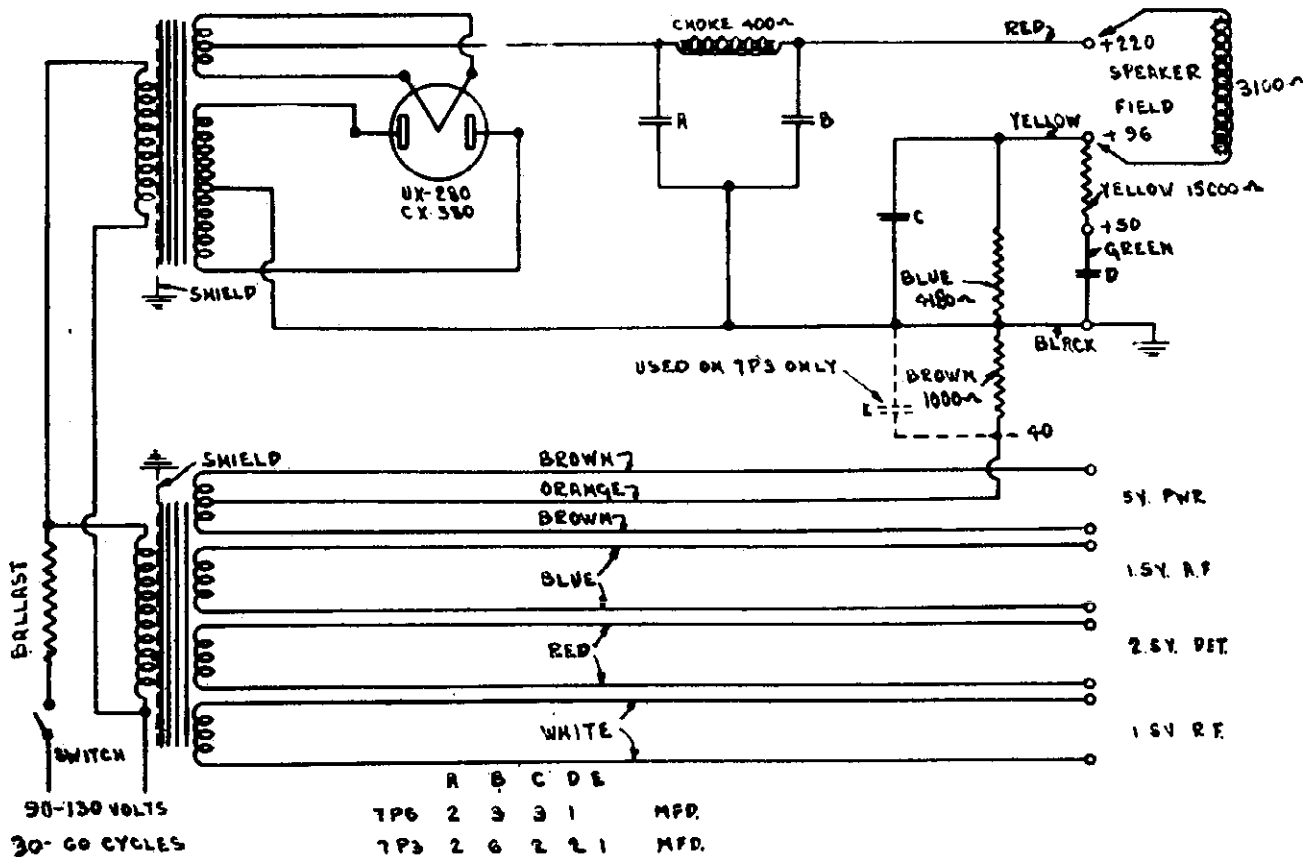 CHOKE 400Ω
RED
+220
SPEAKER
FIELD
3100Ω
A
B
YELLOW
+96
UX-280
CX-380
C
YELLOW 15000Ω
+50
GREEN
D
SHIELD
BLUE
4180Ω
BLACK
USED ON 7P3 ONLY
BROWN
1000Ω
E
-40
SHIELD
BROWN
ORANGE
BROWN
5V. PWR
BLUE
1.5V. A.F
BALLAST
RED
2.5V. DET.
WHITE
1.5V R.F.
SWITCH
A B C D E
90-130 VOLTS
7P6 2 3 3 1 MFD.
30-60 CYCLES
7P3 2 6 2 2 1 MFD.